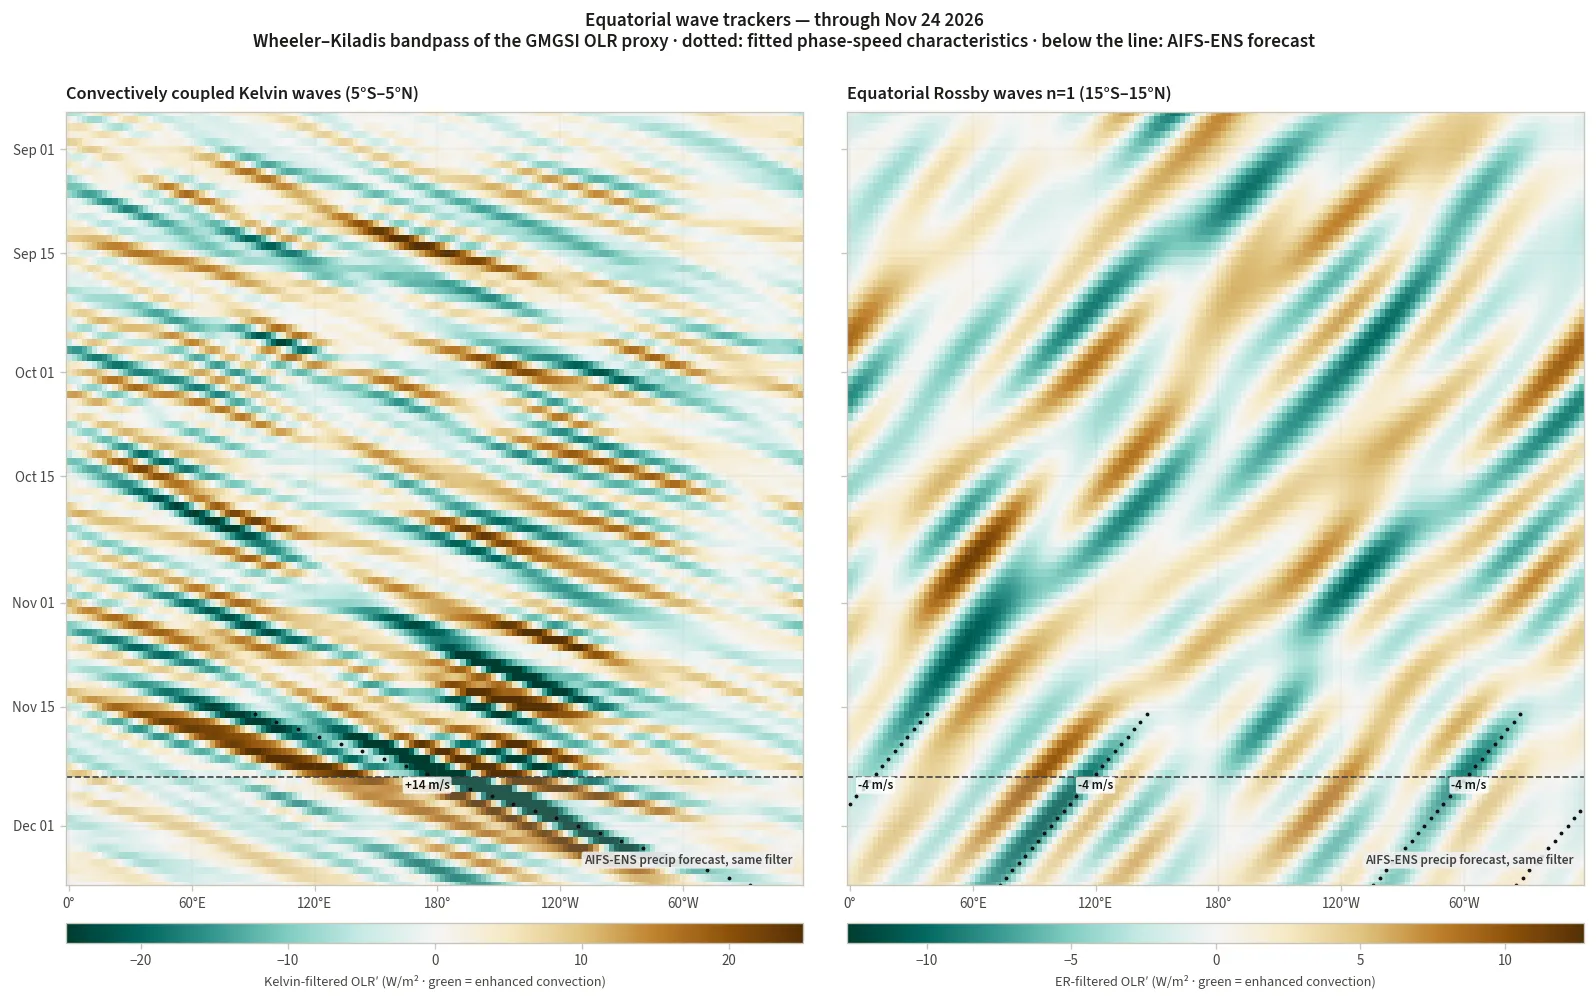 Equatorial wave trackers — through Nov 24 2026
Wheeler–Kiladis bandpass of the GMGSI OLR proxy · dotted: fitted phase-speed characteristics · below the line: AIFS-ENS forecast
Convectively coupled Kelvin waves (5°S–5°N)
Equatorial Rossby waves n=1 (15°S–15°N)
Sep 01
Sep 15
Oct 01
Oct 15
Nov 01
Nov 15
Dec 01
+14 m/s
-4 m/s
-4 m/s
-4 m/s
AIFS-ENS precip forecast, same filter
AIFS-ENS precip forecast, same filter
0° 60°E 120°E 180° 120°W 60°W
0° 60°E 120°E 180° 120°W 60°W
−20 −10 0 10 20
−10 −5 0 5 10
Kelvin-filtered OLR′ (W/m² · green = enhanced convection)
ER-filtered OLR′ (W/m² · green = enhanced convection)